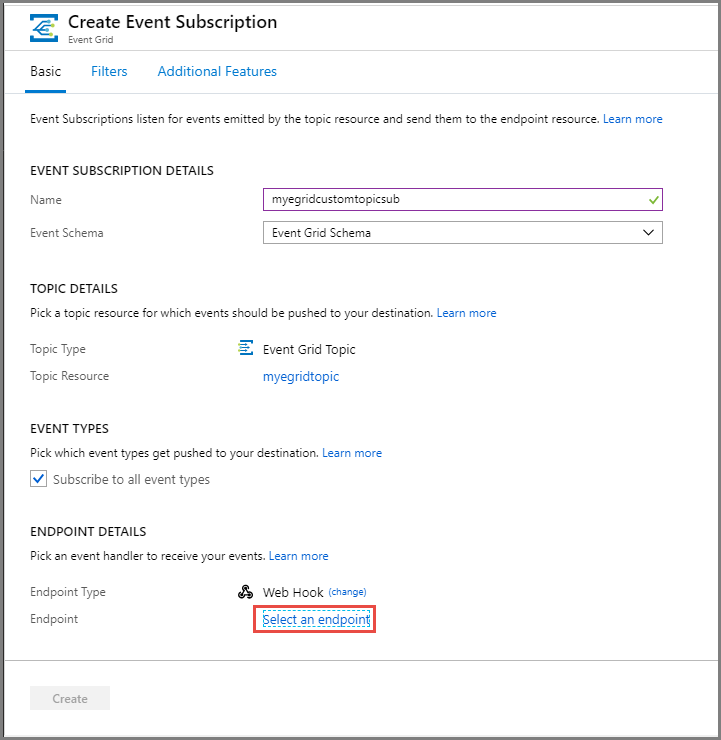 Create Event Subscription
Event Grid
Basic Filters Additional Features
Event Subscriptions listen for events emitted by the topic resource and send them to the endpoint resource. Learn more
EVENT SUBSCRIPTION DETAILS
Name myegridcustomtopicsub
Event Schema Event Grid Schema
TOPIC DETAILS
Pick a topic resource for which events should be pushed to your destination. Learn more
Topic Type Event Grid Topic
Topic Resource myegridtopic
EVENT TYPES
Pick which event types get pushed to your destination. Learn more
Subscribe to all event types
ENDPOINT DETAILS
Pick an event handler to receive your events. Learn more
Endpoint Type Web Hook (change)
Endpoint Select an endpoint
Create